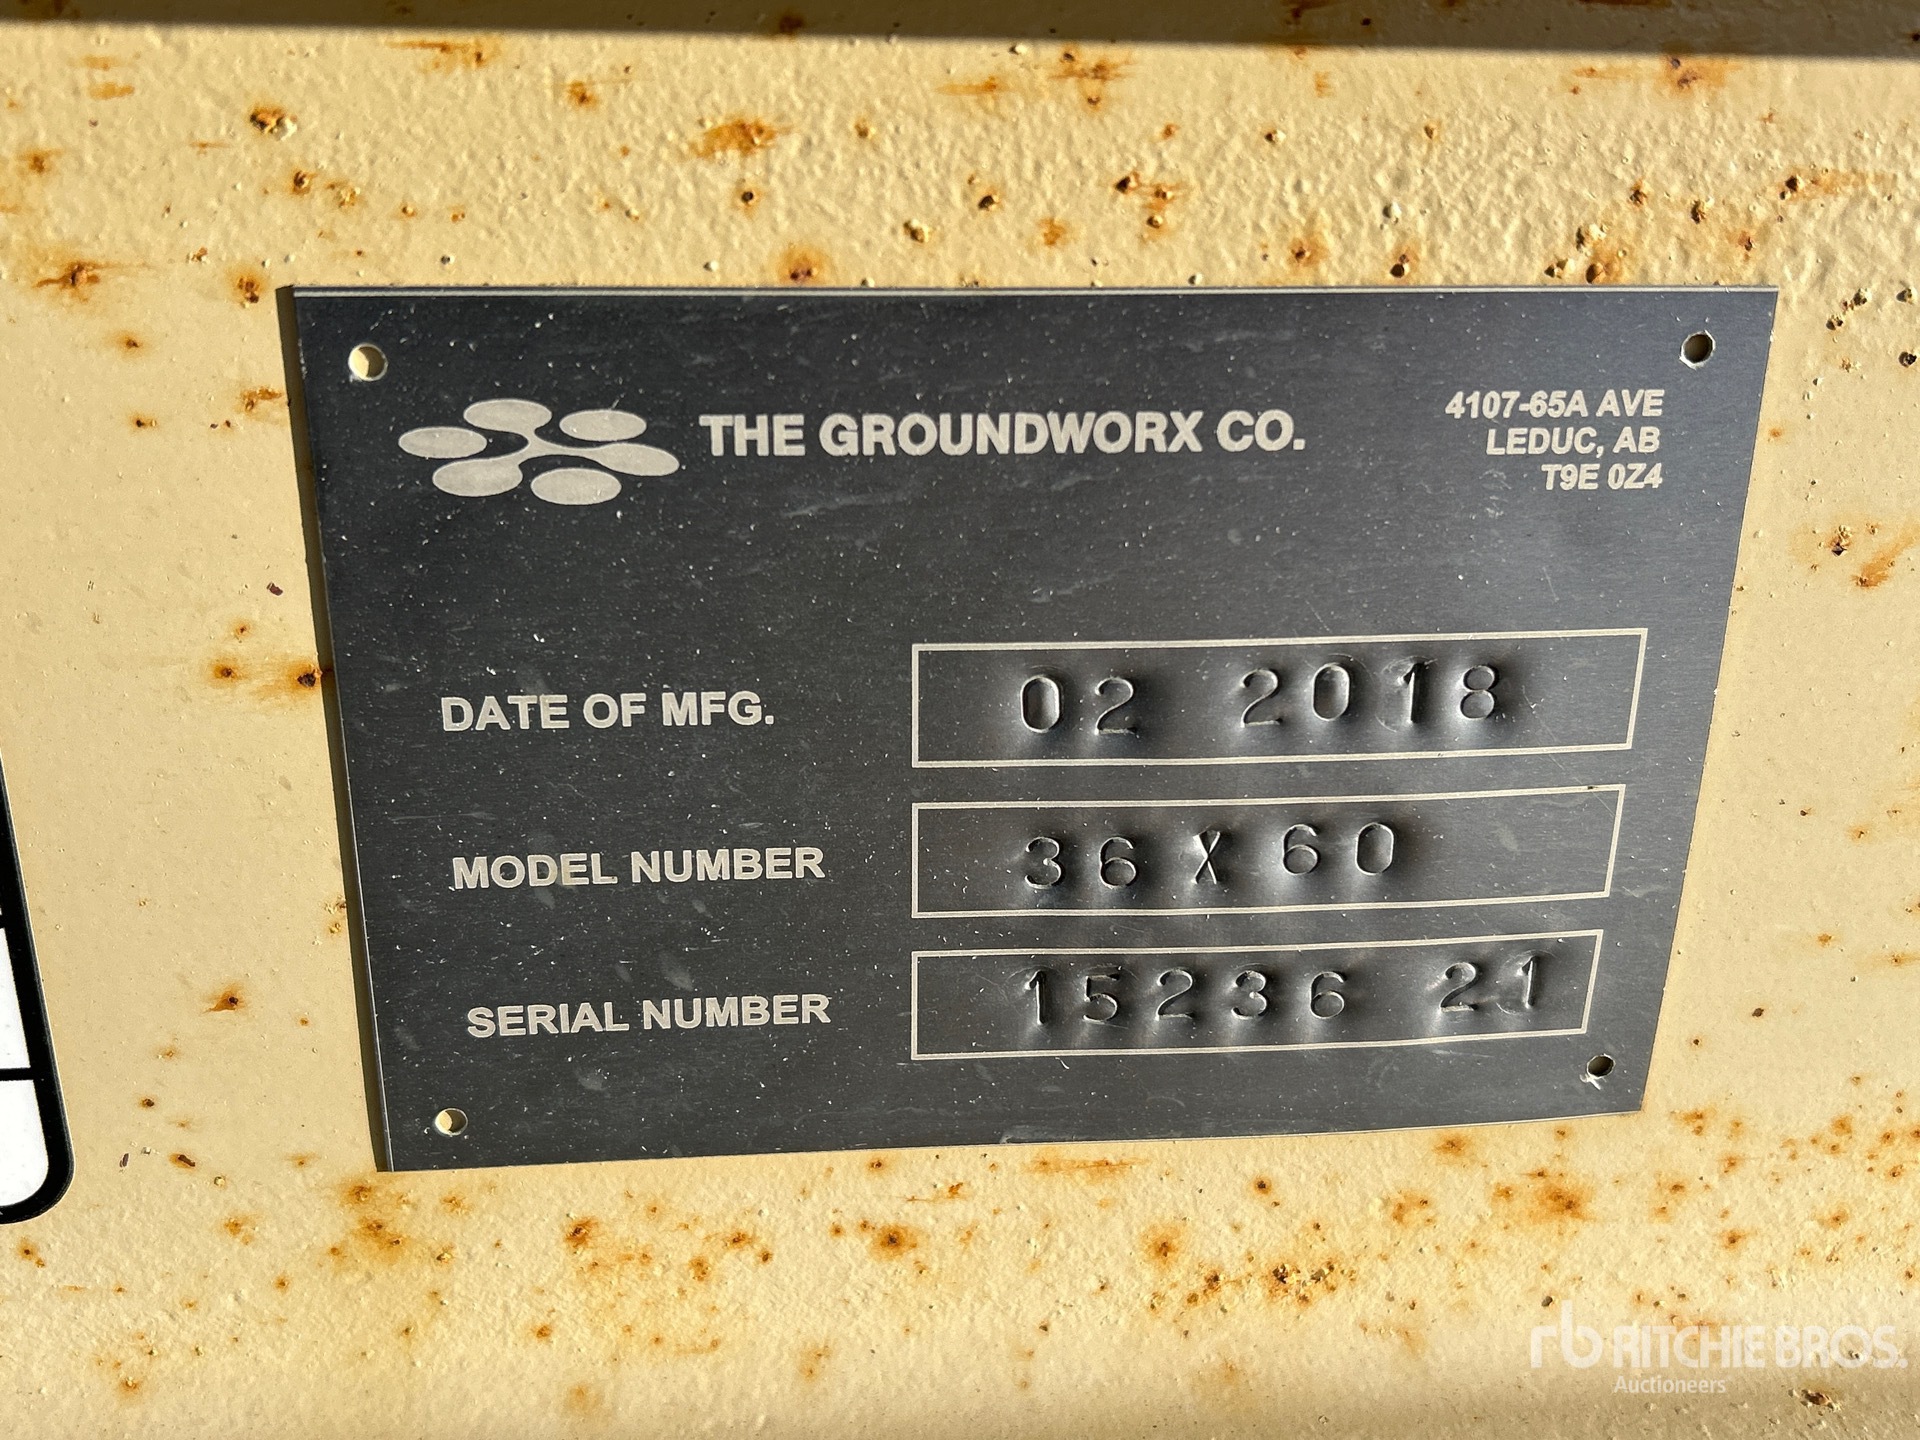 THE GROUNDWORX CO.
4107-65A AVE
LEDUC, AB
T9E 0Z4
DATE OF MFG. 02 2018
MODEL NUMBER 36 X 60
SERIAL NUMBER 15236 21
rb RITCHIE BROS.
Auctioneers